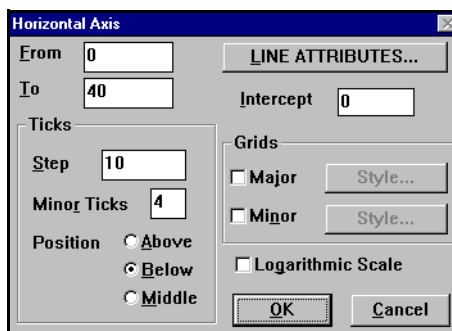 Horizontal Axis
From 0
To 40
LINE ATTRIBUTES...
Intercept 0
Ticks
Step 10
Minor Ticks 4
Position Above
Below
Middle
Grids
Major Style...
Minor Style...
Logarithmic Scale
OK Cancel